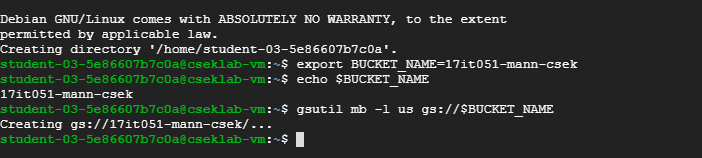 Debian GNU/Linux comes with ABSOLUTELY NO WARRANTY, to the extent
permitted by applicable law.
Creating directory '/home/student-03-5e86607b7c0a'.
student-03-5e86607b7c0a@cseklab-vm:~$ export BUCKET_NAME=17it051-mann-csek
student-03-5e86607b7c0a@cseklab-vm:~$ echo $BUCKET_NAME
17it051-mann-csek
student-03-5e86607b7c0a@cseklab-vm:~$ gsutil mb -l us gs://$BUCKET_NAME
Creating gs://17it051-mann-csek/...
student-03-5e86607b7c0a@cseklab-vm:~$